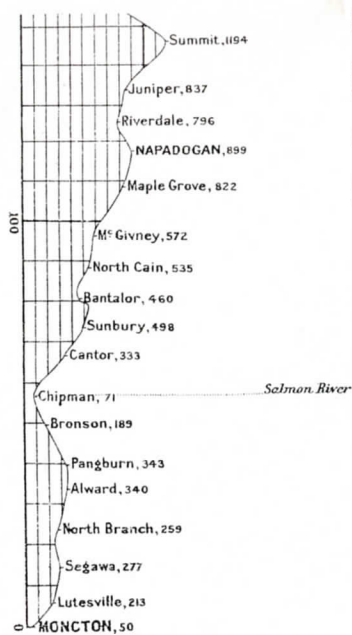 Summit, 1194
Juniper, 837
Riverdale, 796
NAPADOGAN, 899
Maple Grove, 822
100
Mc Givney, 572
North Cain, 535
Bantalor, 460
Sunbury, 498
Cantor, 333
Chipman, 71 Salmon River
Bronson, 189
Pangburn, 343
Alward, 340
North Branch, 259
Segawa, 277
Lutesville, 213
0 MONCTON, 50